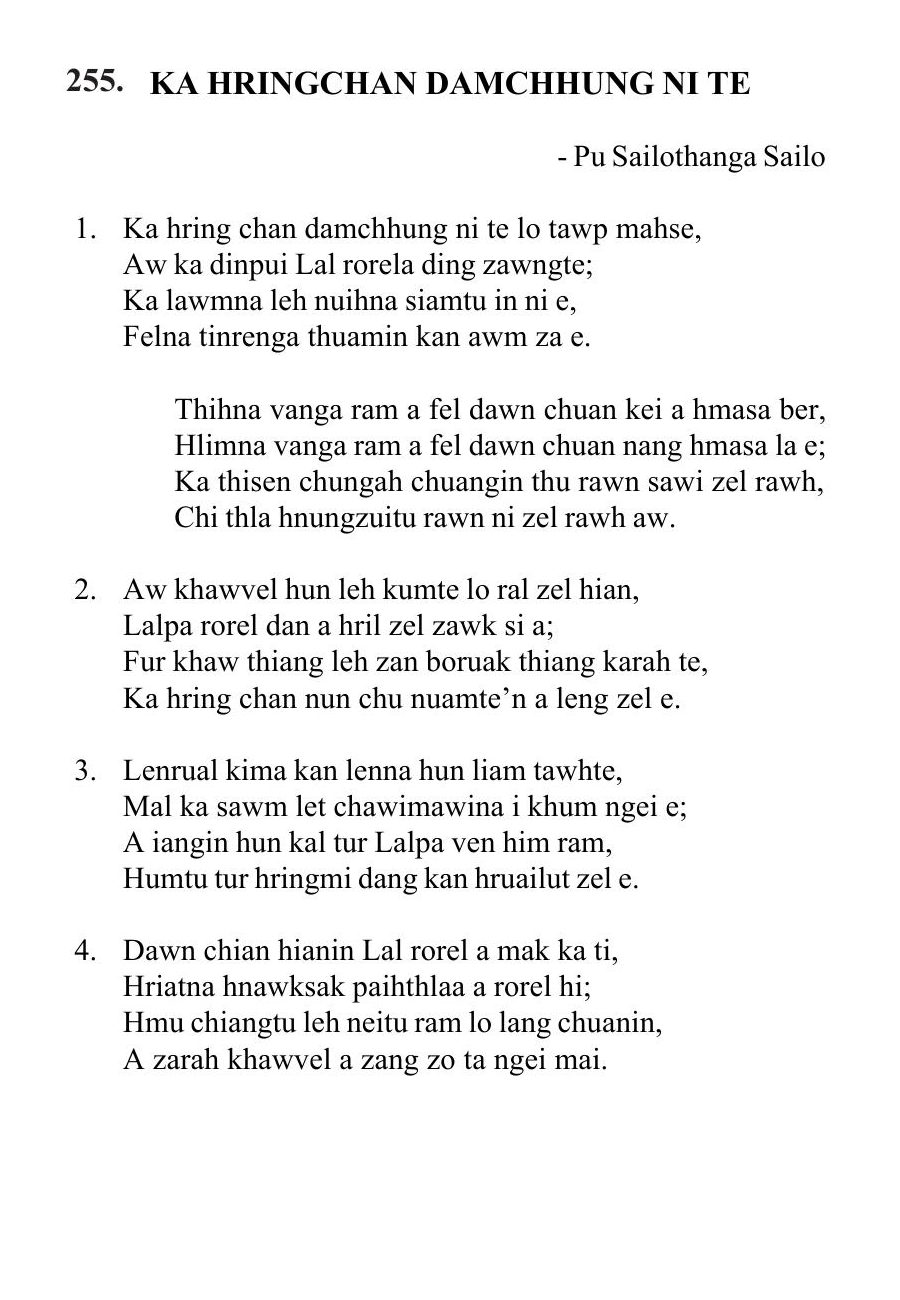 255. KA HRINGCHAN DAMCHHUNG NI TE
- Pu Sailothanga Sailo
1. Ka hring chan damchhung ni te lo tawp mahse,
Aw ka dinpui Lal rorela ding zawngte;
Ka lawmna leh nuihna siamtu in ni e,
Felna tinrenga thuamin kan awm za e.
Thihna vanga ram a fel dawn chuan kei a hmasa ber,
Hlimna vanga ram a fel dawn chuan nang hmasa la e;
Ka thisen chungah chuangin thu rawn sawi zel rawh,
Chi thla hnungzuitu rawn ni zel rawh aw.
2. Aw khawvel hun leh kumte lo ral zel hian,
Lalpa rorel dan a hril zel zawk si a;
Fur khaw thiang leh zan boruak thiang karah te,
Ka hring chan nun chu nuamte’n a leng zel e.
3. Lenrual kima kan lenna hun liam tawhte,
Mal ka sawm let chawimawina i khum ngei e;
A iangin hun kal tur Lalpa ven him ram,
Humtu tur hringmi dang kan hruailut zel e.
4. Dawn chian hianin Lal rorel a mak ka ti,
Hriatna hnawksak paihthlaa a rorel hi;
Hmu chiangtu leh neitu ram lo lang chuanin,
A zarah khawvel a zang zo ta ngei mai.